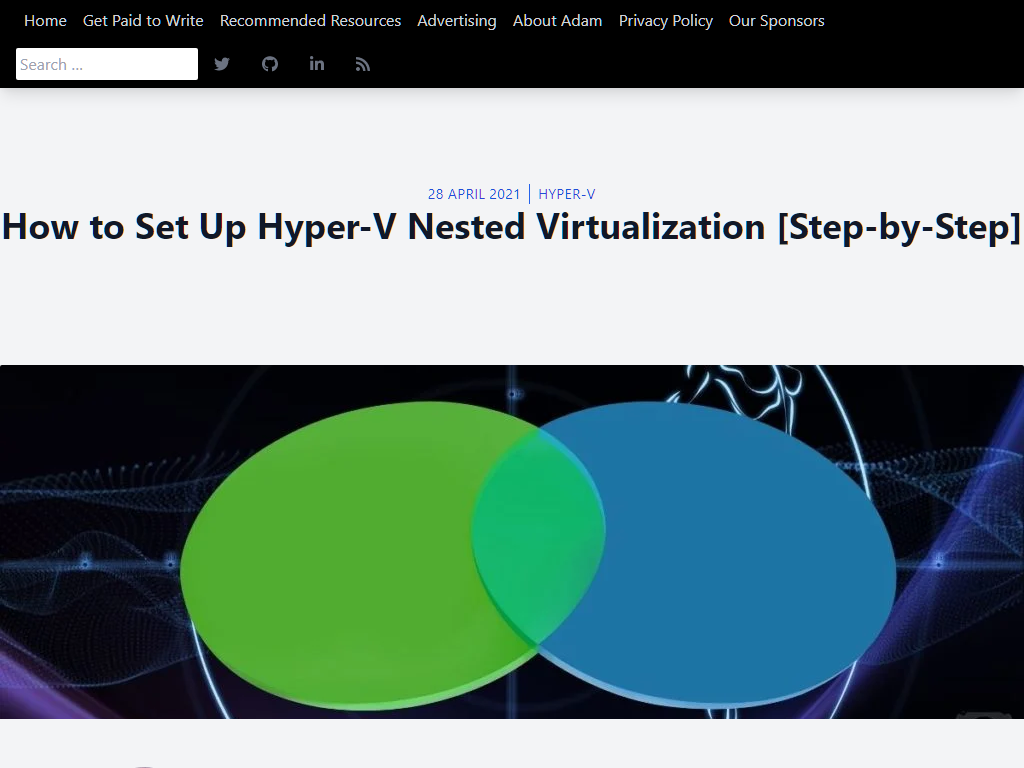 Home Get Paid to Write Recommended Resources Advertising About Adam Privacy Policy Our Sponsors
Search ...
28 APRIL 2021 | HYPER-V
How to Set Up Hyper-V Nested Virtualization [Step-by-Step]